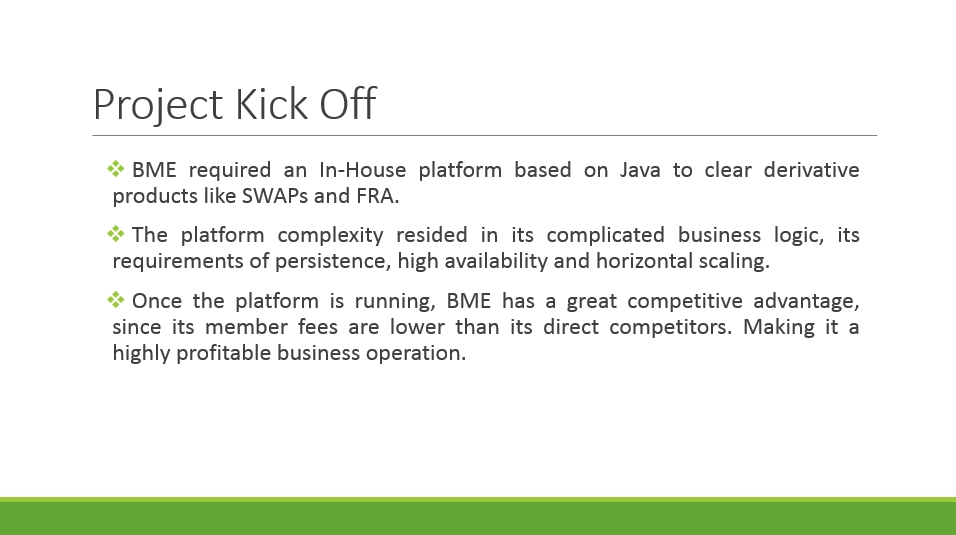 Project Kick Off
❖ BME required an In-House platform based on Java to clear derivative
products like SWAPs and FRA.
❖ The platform complexity resided in its complicated business logic, its
requirements of persistence, high availability and horizontal scaling.
❖ Once the platform is running, BME has a great competitive advantage,
since its member fees are lower than its direct competitors. Making it a
highly profitable business operation.